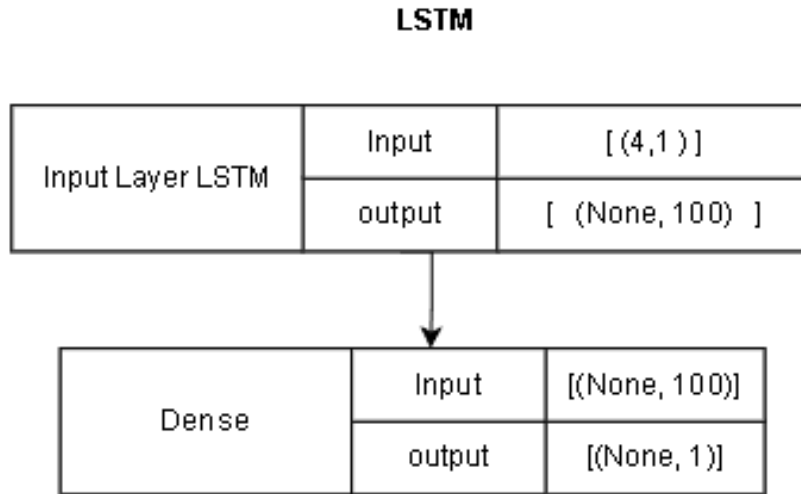 LSTM
Input Layer LSTM
Input
[ (4,1 ) ]
output
[ (None, 100) ]
Dense
Input
[(None, 100)]
output
[(None, 1)]